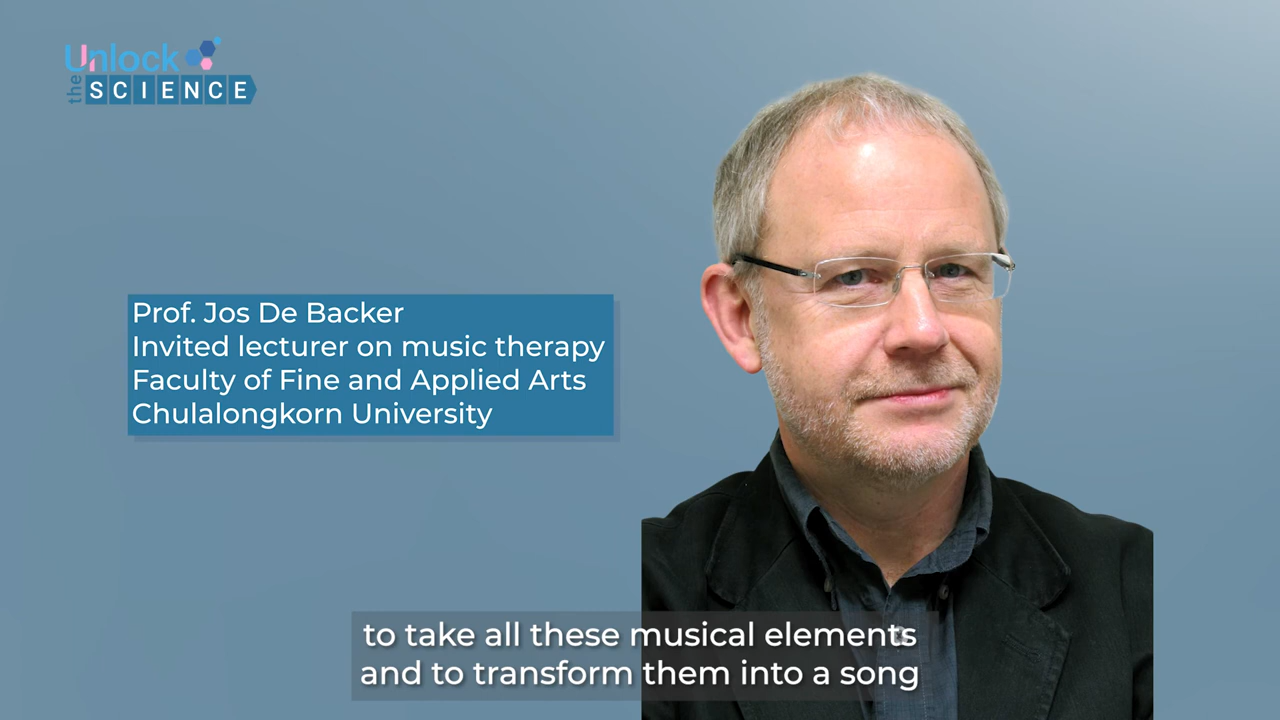 Unlock
the SCIENCE
Prof. Jos De Backer
Invited lecturer on music therapy
Faculty of Fine and Applied Arts
Chulalongkorn University
to take all these musical elements
and to transform them into a song